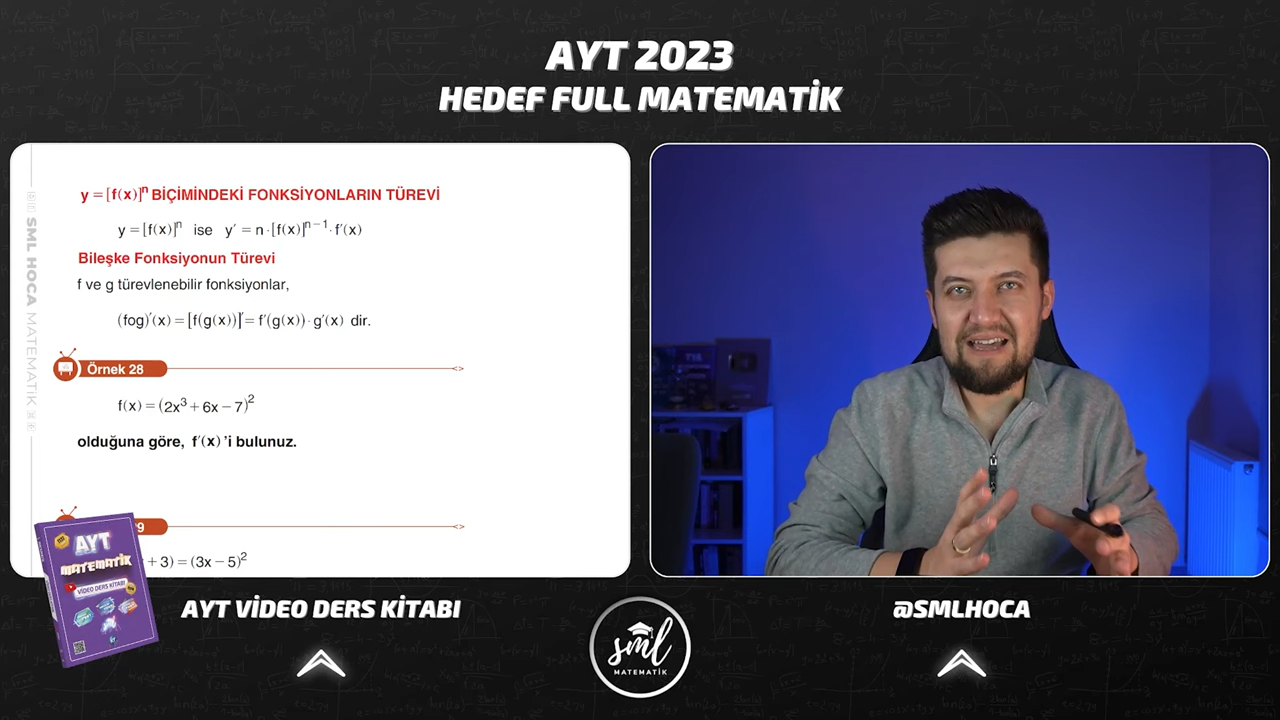 AYT 2023
HEDEF FULL MATEMATİK
y = [f(x)]ⁿ BİÇİMİNDEKİ FONKSİYONLARIN TÜREVİ
y = [f(x)]ⁿ ise y′ = n · [f(x)]ⁿ⁻¹ · f′(x)
Bileşke Fonksiyonun Türevi
f ve g türevlenebilir fonksiyonlar,
(fog)′(x) = [f(g(x))]′ = f′(g(x)) · g′(x) dir.
Örnek 28
f(x) = (2x³ + 6x – 7)²
olduğuna göre, f′(x) 'i bulunuz.
9
+ 3) = (3x – 5)²
SML HOCA MATEMATİK
AYT
MATEMATİK
VİDEO DERS KİTABI
AYT VİDEO DERS KİTABI
sml
MATEMATİK
@SMLHOCA